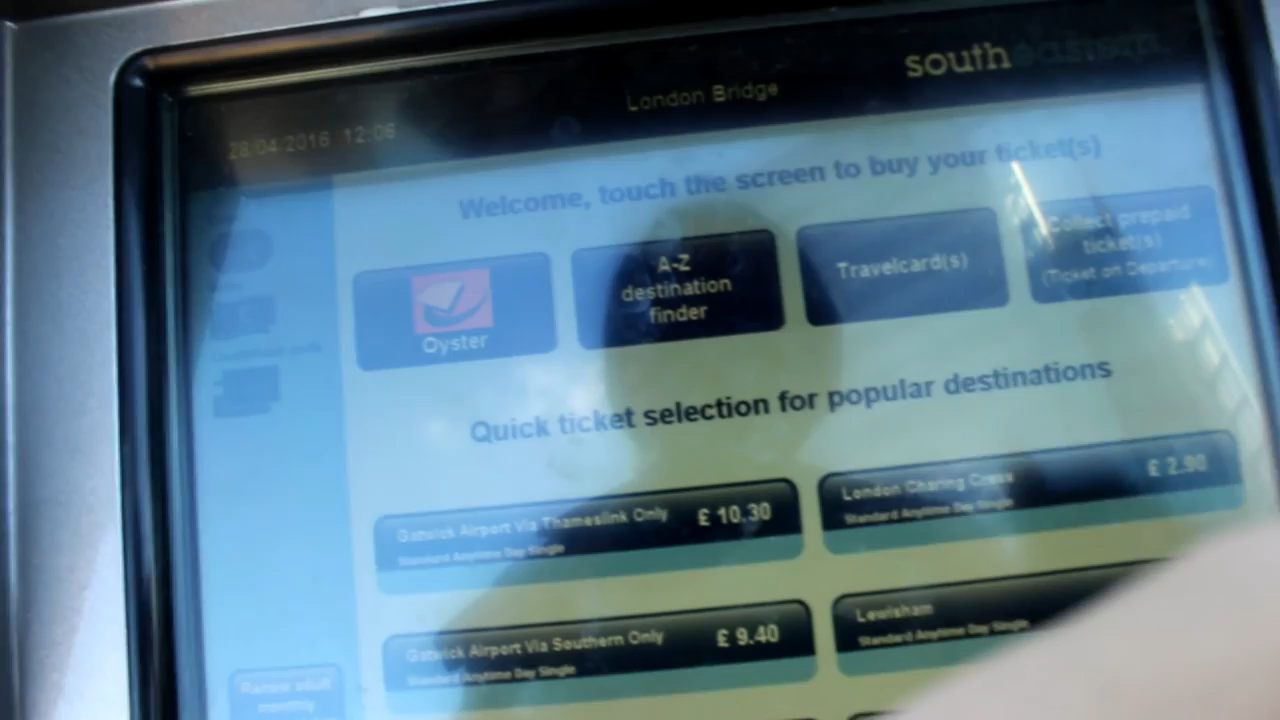 southeastern
London Bridge
28/04/2016 12:06
Welcome, touch the screen to buy your ticket(s)
Oyster
A-Z
destination
finder
Travelcard(s)
Collect prepaid
ticket(s)
(Ticket on Departure)
Quick ticket selection for popular destinations
Gatwick Airport Via Thameslink Only £ 10.30
Standard Anytime Day Single
London Charing Cross £ 2.90
Standard Anytime Day Single
Gatwick Airport Via Southern Only £ 9.40
Standard Anytime Day Single
Lewisham
Standard Anytime Day Single
Renew adult
monthly